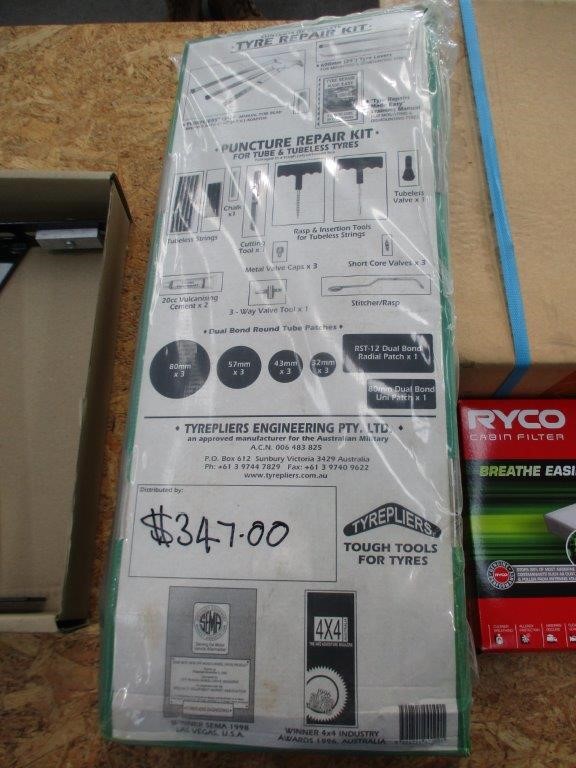 TYRE REPAIR KIT
"Tyre Repairs
Made Easy"
PUNCTURE REPAIR KIT
FOR TUBE & TUBELESS TYRES
Tubeless Strings
Chalk
x1
Cutting
Rasp & Insertion Tools
for Tubeless Strings
Tubeless
Valve x 1
Metal Valve Caps x 3
Short Core Valves x 3
20cc Vulcanising
Cement x 2
3 - Way Valve Tool x 1
Stitcher/Rasp
• Dual Bond Round Tube Patches •
80mm
x 3
57mm
x 3
43mm
x 3
32mm
x 3
RST-12 Dual Bond
Radial Patch x 1
80mm Dual Bond
Uni Patch x 1
• TYREPLIERS ENGINEERING PTY. LTD. •
an approved manufacturer for the Australian Military
A.C.N. 006 483 825
P.O. Box 612 Sunbury Victoria 3429 Australia
Ph: +61 3 9744 7829 Fax: +61 3 9740 9622
www.tyrepliers.com.au
Distributed by:
$347.00
TYREPLIERS
TOUGH TOOLS
FOR TYRES
SEMA
4X4
WINNER SEMA 1998
LAS VEGAS, U.S.A.
WINNER 4x4 INDUSTRY
AWARDS 1996,
RYCO
CABIN FILTER
BREATHE EASI
RYCO